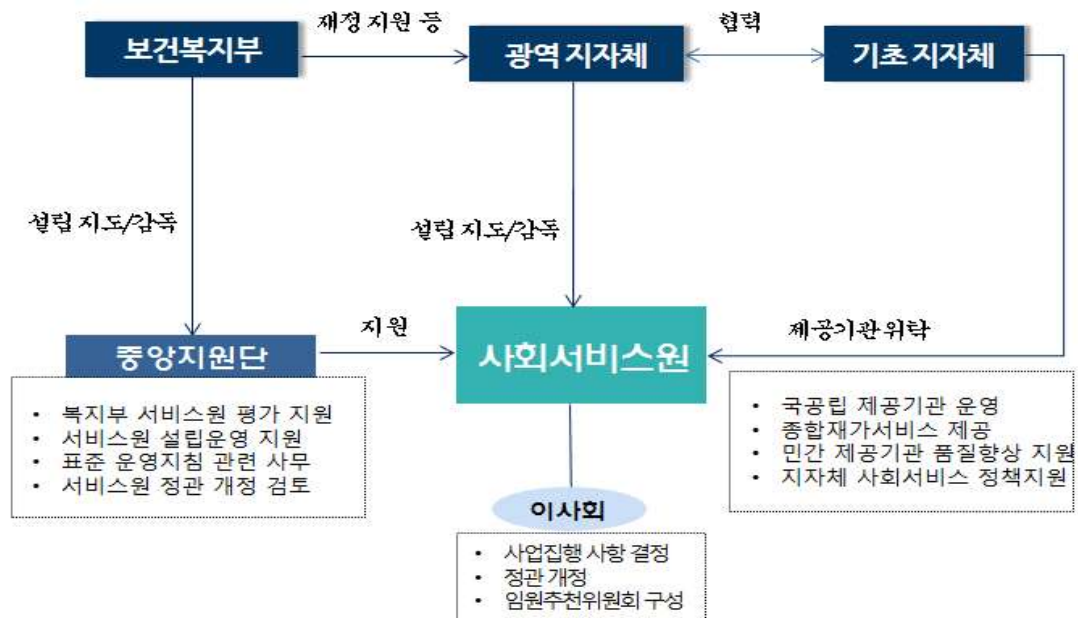 재정 지원 등
협력
보건복지부
광역 지자체
기초 지자체
설립 지도/감독
설립 지도/감독
지원
제공기관 위탁
중앙지원단
사회서비스원
• 복지부 서비스원 평가 지원
• 서비스원 설립운영 지원
• 표준 운영지침 관련 사무
• 서비스원 정관 개정 검토
• 국공립 제공기관 운영
• 종합재가서비스 제공
• 민간 제공기관 품질향상 지원
• 지자체 사회서비스 정책지원
이사회
• 사업집행 사항 결정
• 정관 개정
• 임원추천위원회 구성